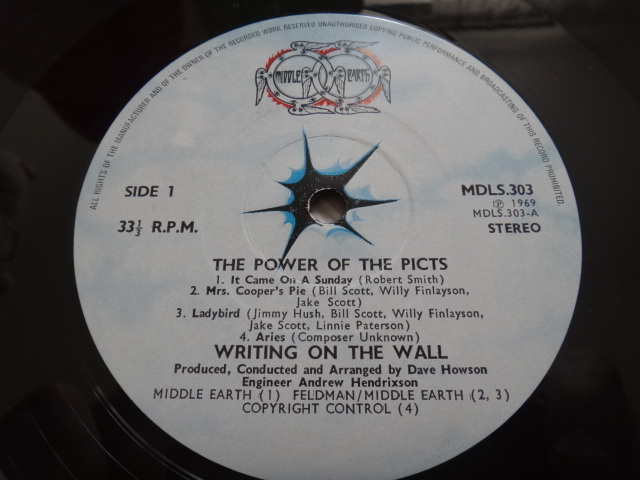 ALL RIGHTS OF THE MANUFACTURER AND OF THE OWNER OF THE RECORDED WORK RESERVED UNAUTHORISED COPYING PUBLIC PERFORMANCE AND BROADCASTING OF THIS RECORD PROHIBITED.
MIDDLE EARTH
SIDE 1
33⅓ R.P.M.
MDLS.303
Ⓟ 1969
MDLS.303-A
STEREO
THE POWER OF THE PICTS
1. It Came On A Sunday (Robert Smith)
2. Mrs. Cooper's Pie (Bill Scott, Willy Finlayson,
Jake Scott)
3. Ladybird (Jimmy Hush, Bill Scott, Willy Finlayson,
Jake Scott, Linnie Paterson)
4. Aries (Composer Unknown)
WRITING ON THE WALL
Produced, Conducted and Arranged by Dave Howson
Engineer Andrew Hendrixson
MIDDLE EARTH (1) FELDMAN/MIDDLE EARTH (2, 3)
COPYRIGHT CONTROL (4)